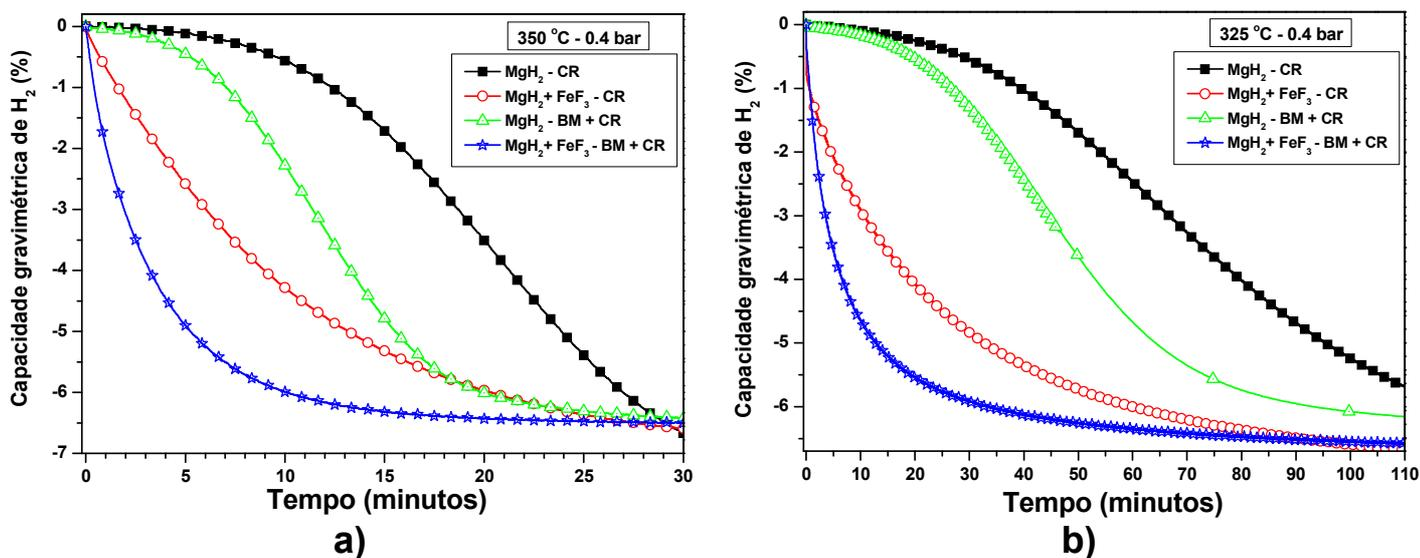 350 °C - 0.4 bar
MgH2 - CR
MgH2+ FeF3 - CR
MgH2 - BM + CR
MgH2+ FeF3 - BM + CR
Capacidade gravimétrica de H2 (%)
0
-1
-2
-3
-4
-5
-6
-7
0 5 10 15 20 25 30
Tempo (minutos)
a)
325 °C - 0.4 bar
MgH2 - CR
MgH2+ FeF3 - CR
MgH2 - BM + CR
MgH2+ FeF3 - BM + CR
Capacidade gravimétrica de H2 (%)
0
-1
-2
-3
-4
-5
-6
0 10 20 30 40 50 60 70 80 90 100 110
Tempo (minutos)
b)